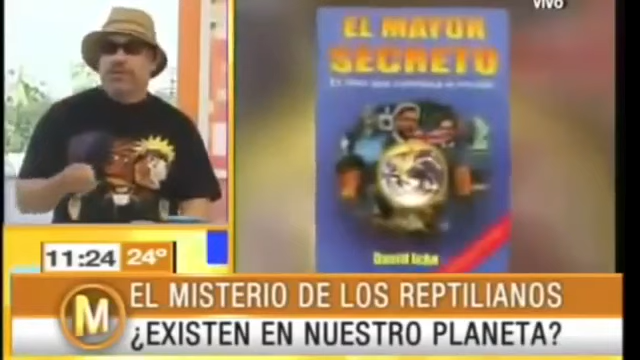 VIVO
EL MAYOR
SECRETO
David Icke
11:24 24°
M EL MISTERIO DE LOS REPTILIANOS
¿EXISTEN EN NUESTRO PLANETA?